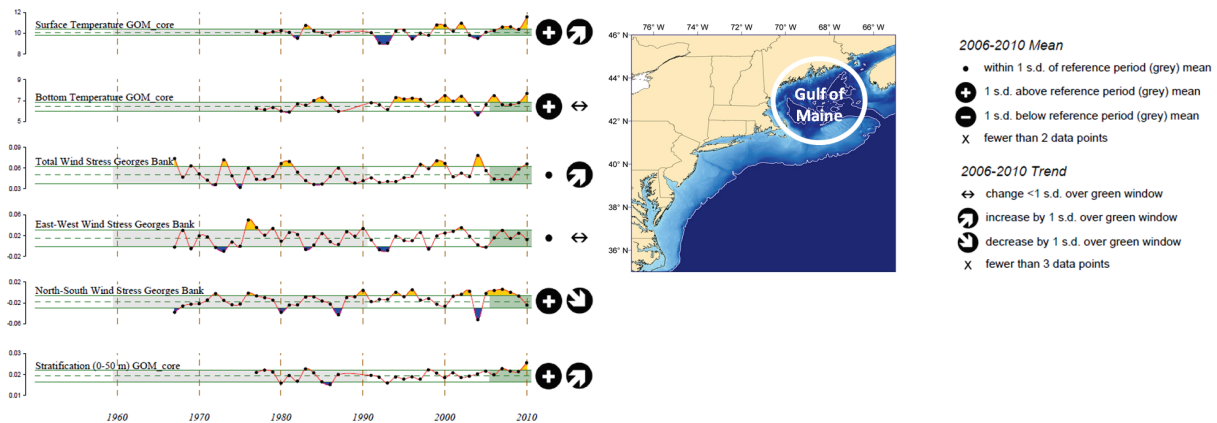 Surface Temperature GOM_core
12
10
8
Bottom Temperature GOM_core
9
7
5
Total Wind Stress Georges Bank
0.09
0.06
0.03
East-West Wind Stress Georges Bank
0.06
0.02
-0.02
North-South Wind Stress Georges Bank
0.02
-0.02
-0.06
Stratification (0-50 m) GOM_core
0.03
0.02
0.01
1960 1970 1980 1990 2000 2010
76° W 74° W 72° W 70° W 68° W 66° W
46° N
44° N
42° N
40° N
38° N
36° N
Gulf of
Maine
2006-2010 Mean
within 1 s.d. of reference period (grey) mean
1 s.d. above reference period (grey) mean
1 s.d. below reference period (grey) mean
x fewer than 2 data points
2006-2010 Trend
↔ change <1 s.d. over green window
increase by 1 s.d. over green window
decrease by 1 s.d. over green window
x fewer than 3 data points